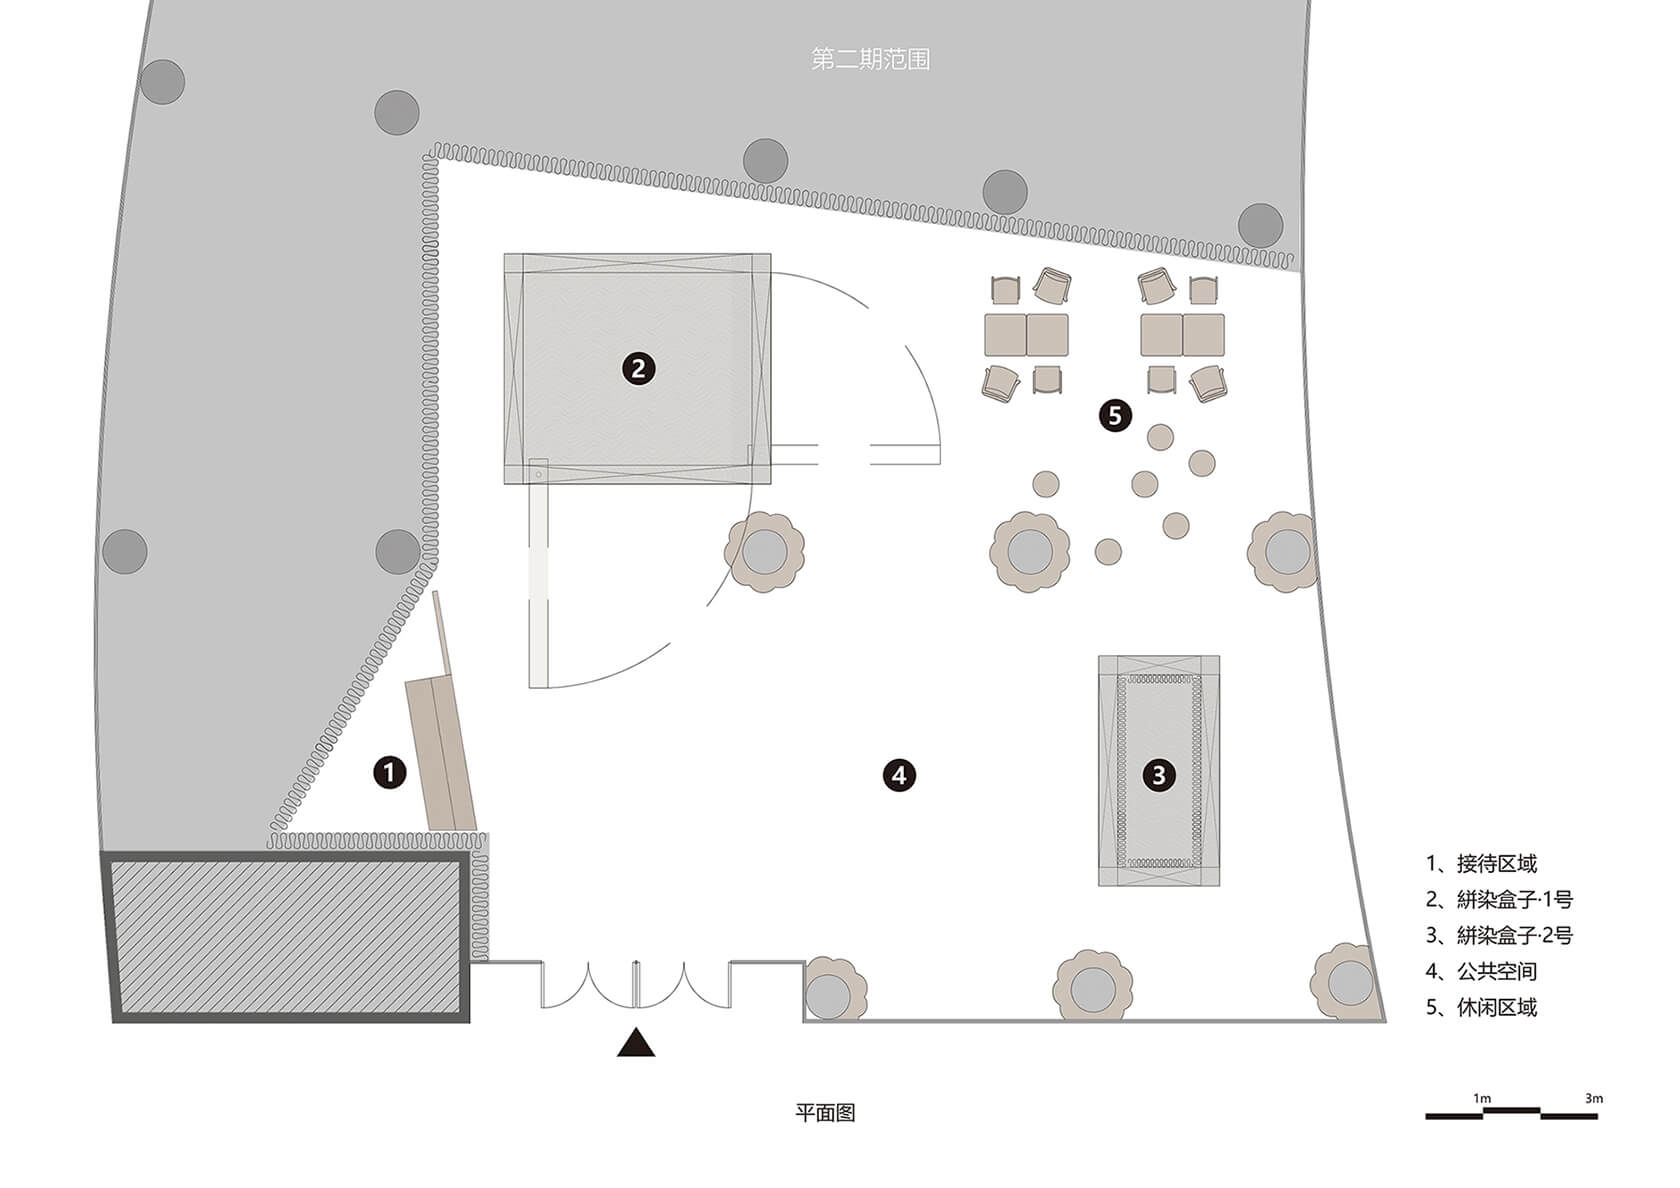 第二期范围
2
5
1
4
3
1、接待区域
2、絣染盒子·1号
3、絣染盒子·2号
4、公共空间
5、休闲区域
1m 3m
平面图